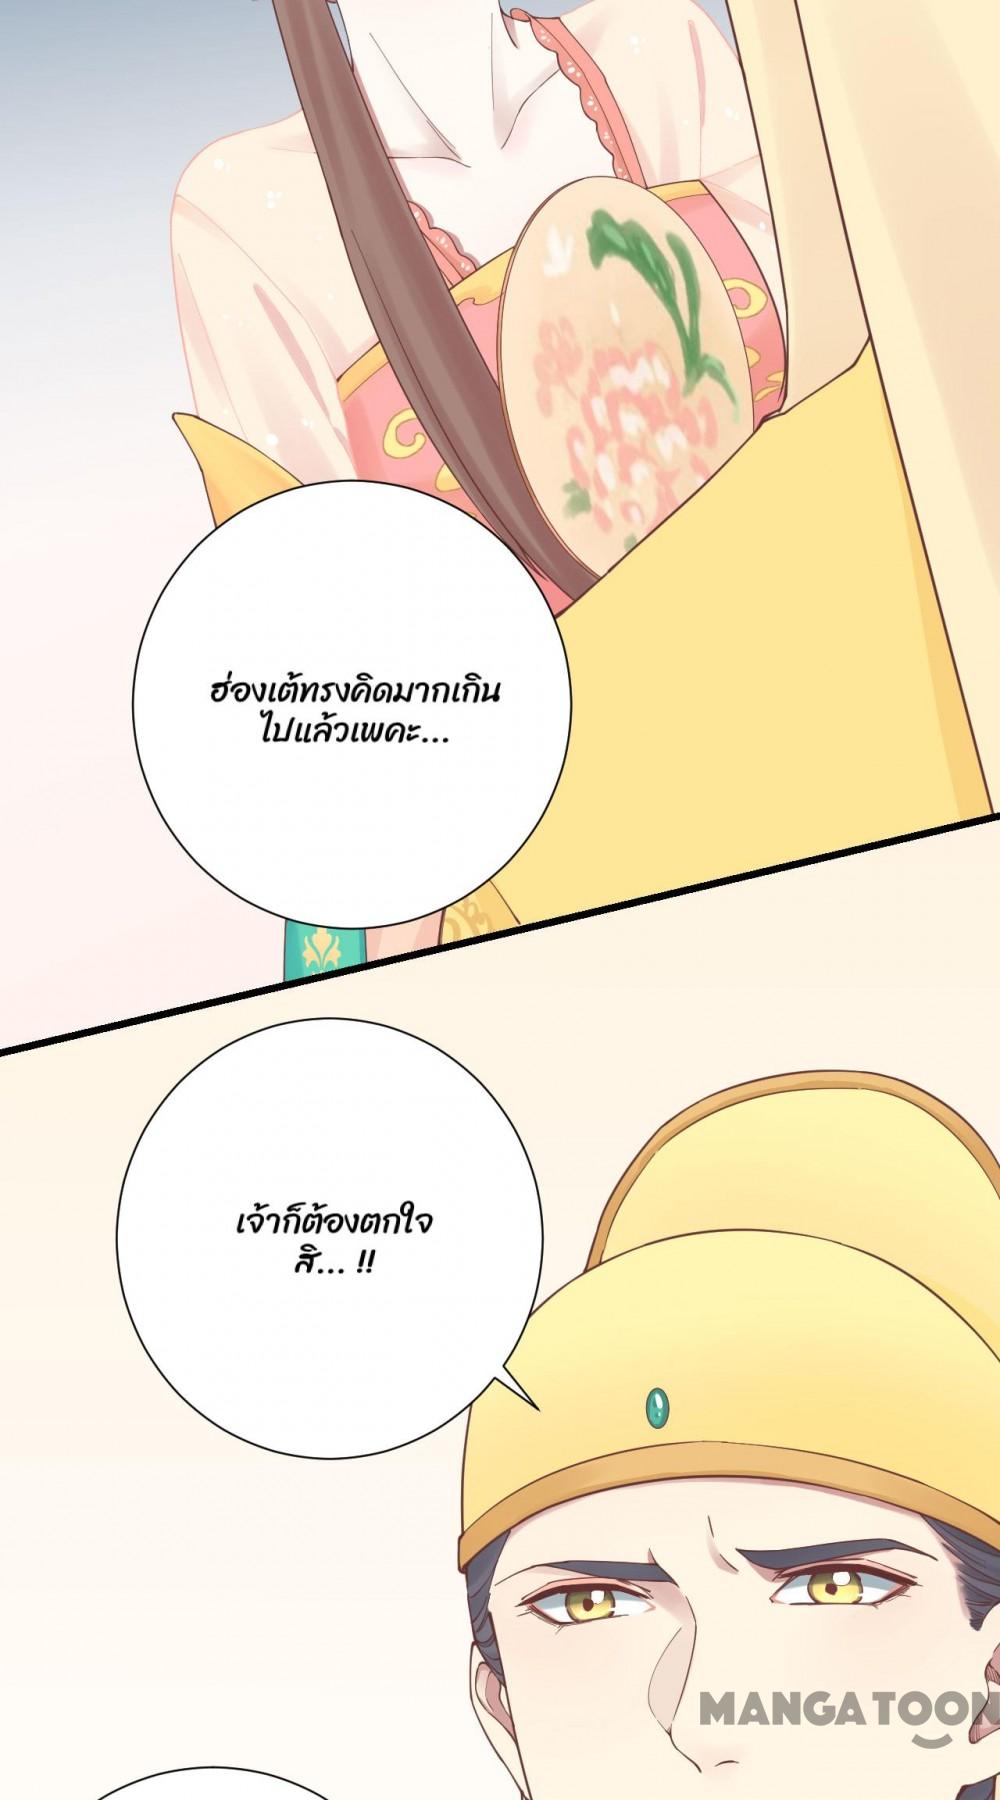 ฮ่องเต้ทรงคิดมากเกิน
ไปแล้วเพคะ...
เจ้าก็ต้องตกใจ
สิ... !!
MANGATOON